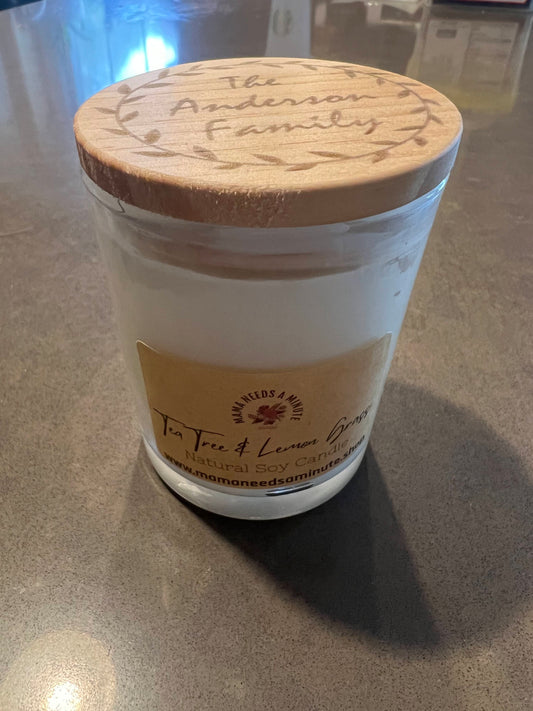 The
Anderson
Family
MAMA NEEDS A MINUTE
Tea Tree & Lemon Grass
Natural Soy Candle
www.mamaneedsaminute.shop